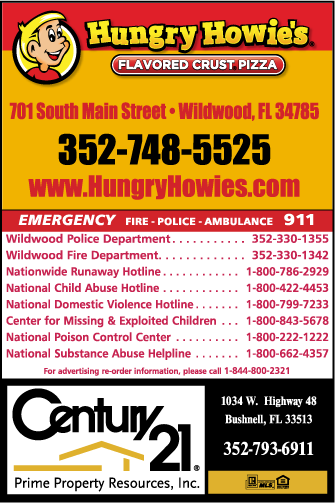 Hungry Howie's®
FLAVORED CRUST® PIZZA
701 South Main Street • Wildwood, FL 34785
352-748-5525
www.HungryHowies.com
EMERGENCY FIRE - POLICE - AMBULANCE 911
Wildwood Police Department . . . . . . . . . . . 352-330-1355
Wildwood Fire Department. . . . . . . . . . . . . 352-330-1342
Nationwide Runaway Hotline . . . . . . . . . . . . 1-800-786-2929
National Child Abuse Hotline . . . . . . . . . . . . 1-800-422-4453
National Domestic Violence Hotline . . . . . . . 1-800-799-7233
Center for Missing & Exploited Children . . . 1-800-843-5678
National Poison Control Center . . . . . . . . . . 1-800-222-1222
National Substance Abuse Helpline . . . . . . . 1-800-662-4357
For advertising re-order information, please call 1-844-800-2321
Century
21®
Prime Property Resources, Inc.
1034 W. Highway 48
Bushnell, FL 33513
352-793-6911
MLS